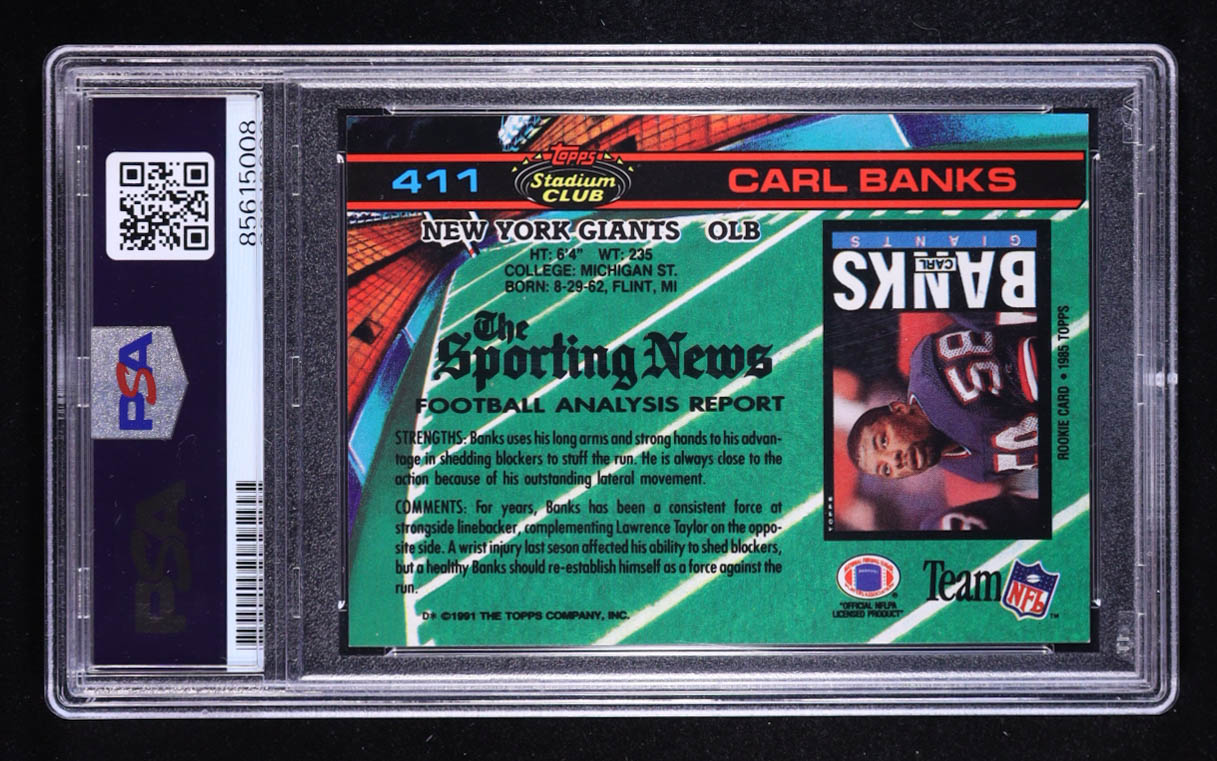 85615008
PSA
411
Topps
Stadium
CLUB
CARL BANKS
NEW YORK GIANTS OLB
HT: 6'4" WT: 235
COLLEGE: MICHIGAN ST.
BORN: 8-29-62, FLINT, MI
The
Sporting News
FOOTBALL ANALYSIS REPORT
STRENGTHS: Banks uses his long arms and strong hands to his advan-
tage in shedding blockers to stuff the run. He is always close to the
action because of his outstanding lateral movement.
COMMENTS: For years, Banks has been a consistent force at
strongside linebacker, complementing Lawrence Taylor on the oppo-
site side. A wrist injury last seson affected his ability to shed blockers,
but a healthy Banks should re-establish himself as a force against the
run.
D* ©1991 THE TOPPS COMPANY, INC.
GIANTS
CARL
BANKS
58
ROOKIE CARD • 1985 TOPPS
"OFFICIAL NFLPA
LICENSED PRODUCT"
Team NFL™